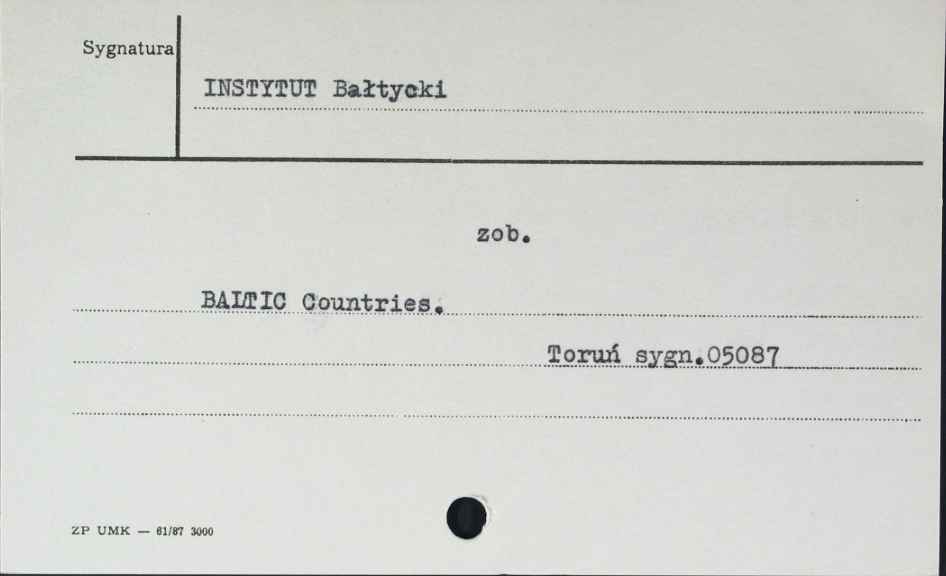 Sygnatura
INSTYTUT Bałtycki
zob.
BALTIC Countries.
Toruń sygn.05087
ZP UMK — 61/87 3000